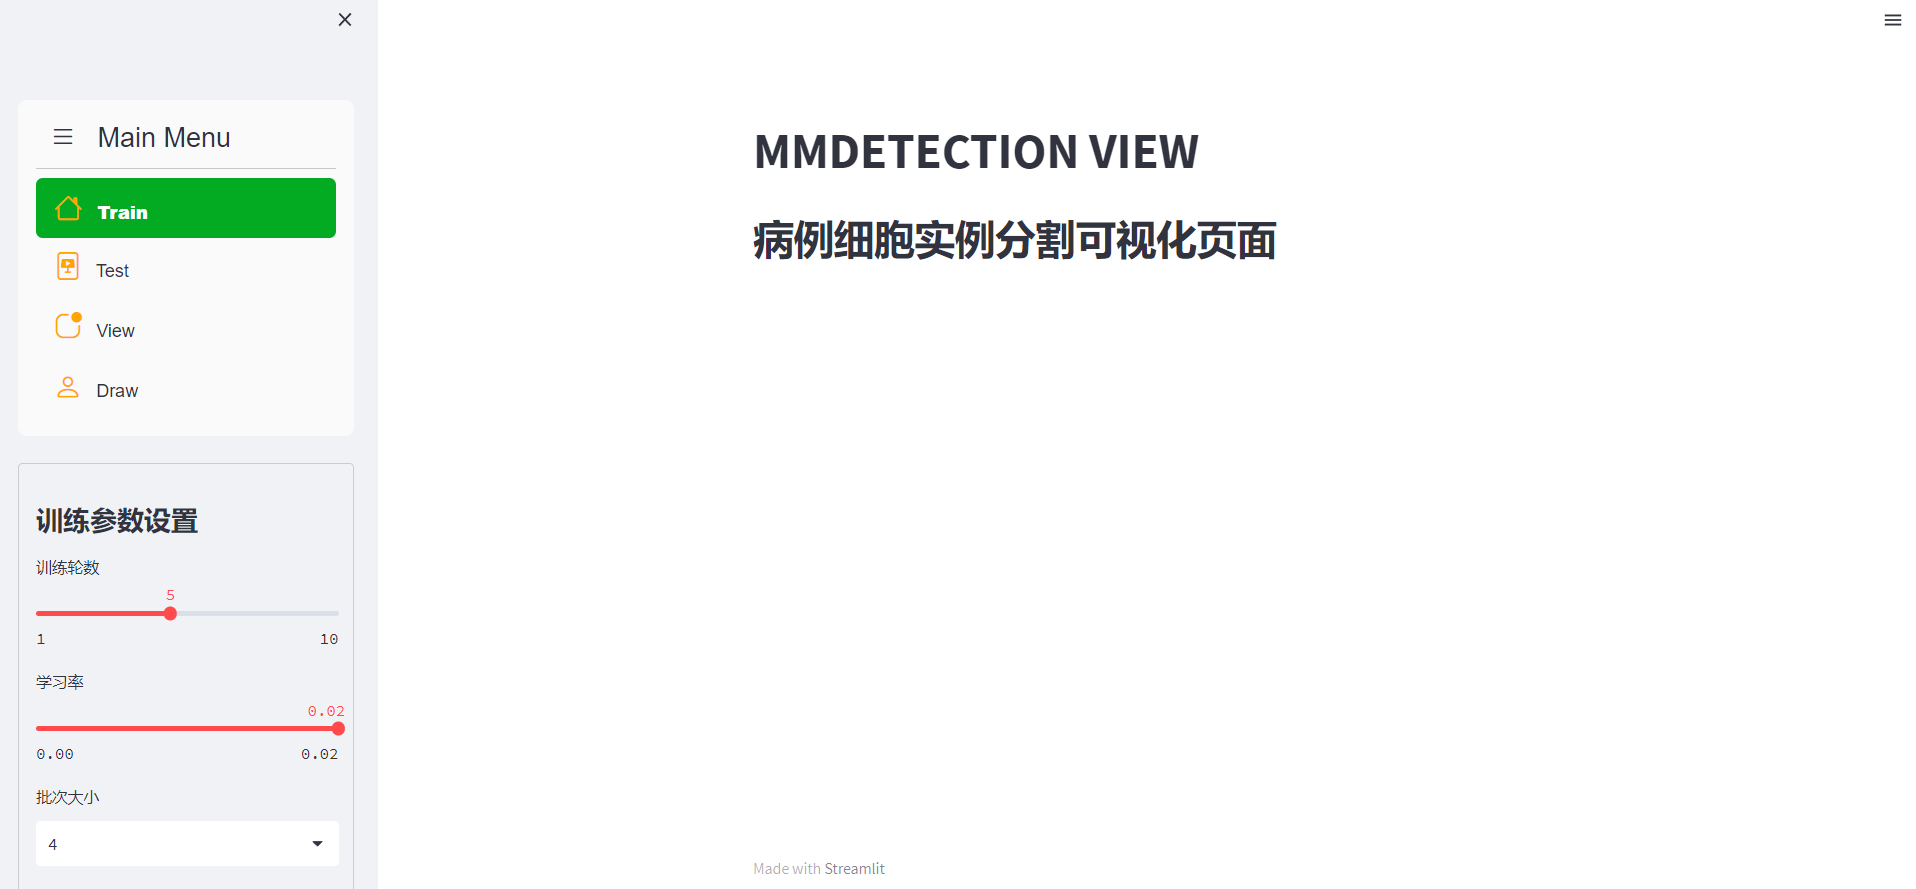 Main Menu
Train
Test
View
Draw
训练参数设置
训练轮数
5
1 10
学习率
0.02
0.00 0.02
批次大小
4
MMDETECTION VIEW
病例细胞实例分割可视化页面
Made with Streamlit